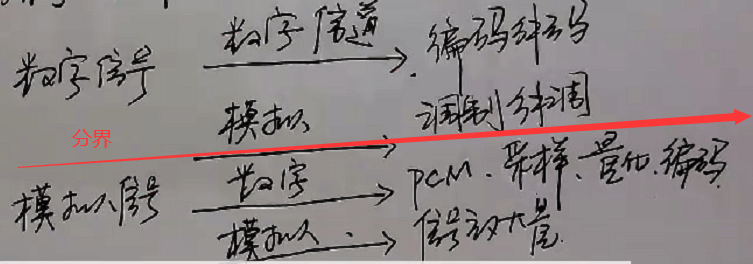 数字信号 数字信道 编码解码
模拟 调制解调
分界
数字 PCM、采样、量化、编码
模拟信号
模拟 信号放大